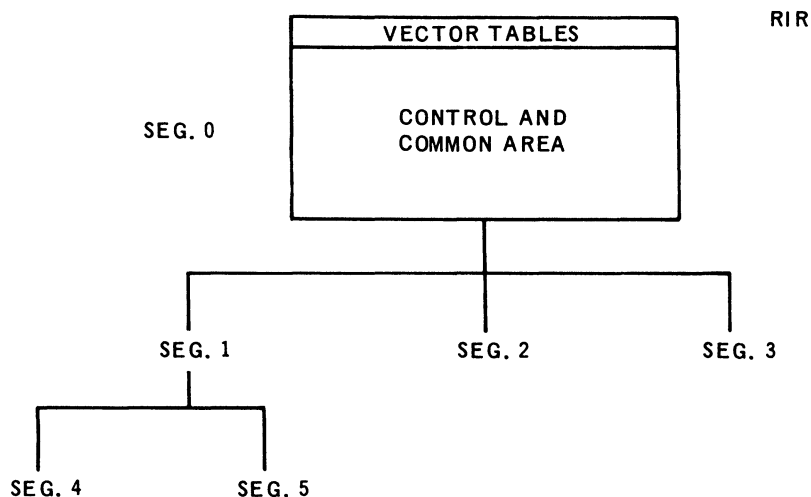 RIR
VECTOR TABLES
SEG. 0
CONTROL AND
COMMON AREA
SEG. 1
SEG. 2
SEG. 3
SEG. 4
SEG. 5